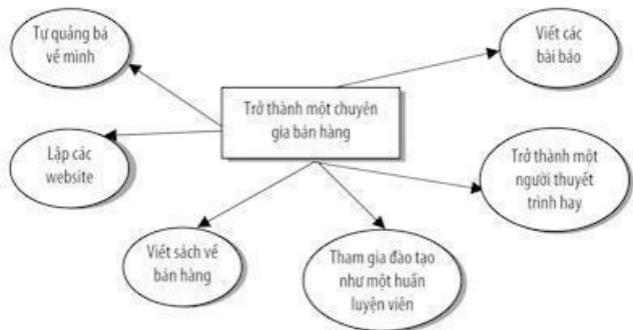 Tự quảng bá
về mình
Viết các
bài báo
Trở thành một chuyên
gia bán hàng
Lập các
website
Trở thành một
người thuyết
trình hay
Viết sách về
bán hàng
Tham gia đào tạo
như một huấn
luyện viên